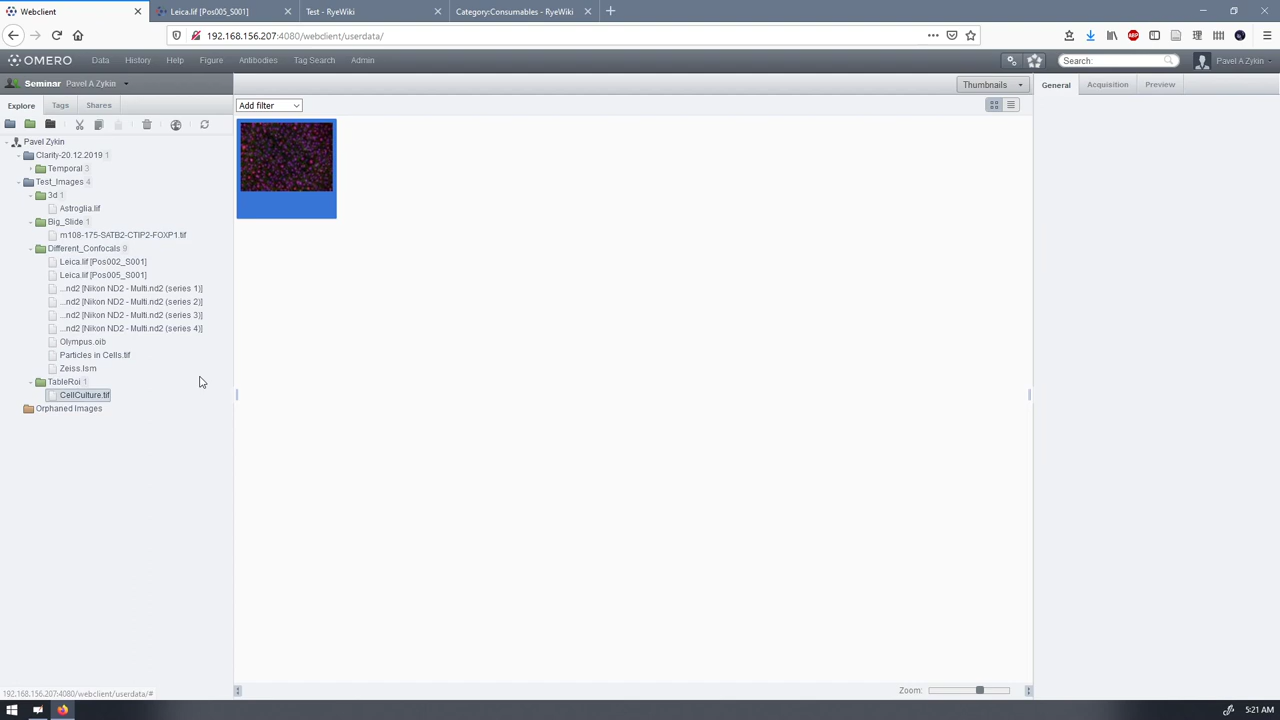 Webclient
Leica.lif [Pos005_S001]
Test - RyeWiki
Category:Consumables - RyeWiki
192.168.156.207:4080/webclient/userdata/
ABP
OMERO
Data
History
Help
Figure
Antibodies
Tag Search
Admin
Search:
Pavel A Zykin
Seminar Pavel A Zykin
Explore
Tags
Shares
Thumbnails
General
Acquisition
Preview
Add filter
Pavel Zykin
Clarity-20.12.2019 1
Temporal 3
Test_Images 4
3d 1
Astroglia.lif
Big_Slide 1
m108-175-SATB2-CTIP2-FOXP1.tif
Different_Confocals 9
Leica.lif [Pos002_S001]
Leica.lif [Pos005_S001]
...nd2 [Nikon ND2 - Multi.nd2 (series 1)]
...nd2 [Nikon ND2 - Multi.nd2 (series 2)]
...nd2 [Nikon ND2 - Multi.nd2 (series 3)]
...nd2 [Nikon ND2 - Multi.nd2 (series 4)]
Olympus.oib
Particles in Cells.tif
Zeiss.lsm
TableRoi 1
CellCulture.tif
Orphaned Images
Zoom:
192.168.156.207:4080/webclient/userdata/#
5:21 AM